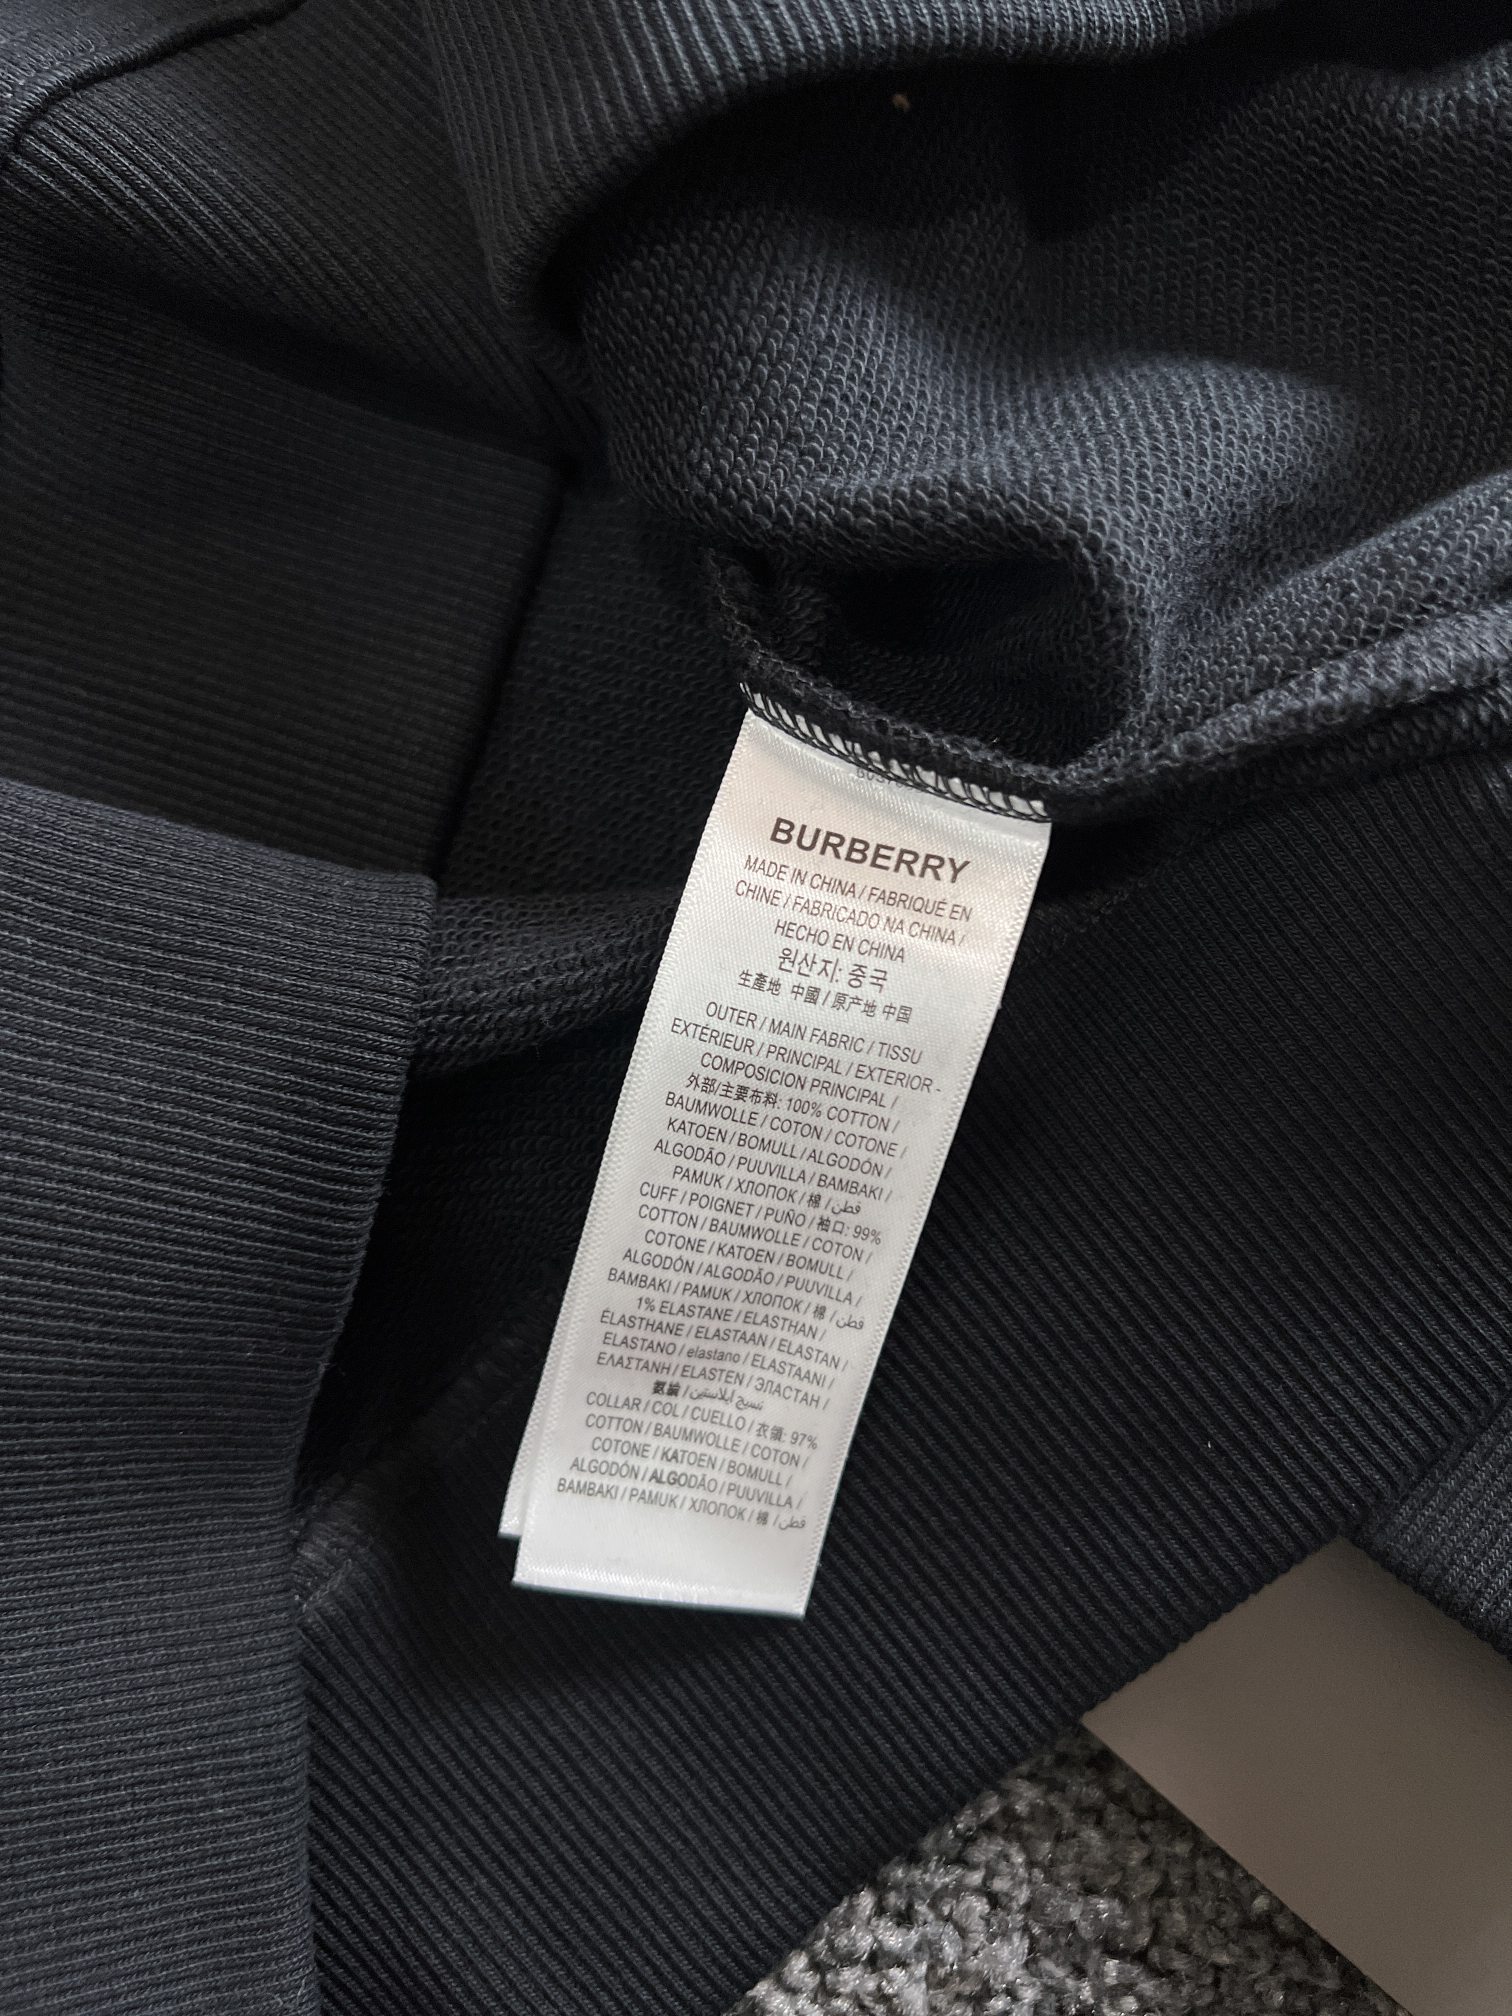 BURBERRY
MADE IN CHINA / FABRIQUÉ EN
CHINE / FABRICADO NA CHINA /
HECHO EN CHINA
원산지: 중국
生產地 中國 / 原产地 中国
OUTER / MAIN FABRIC / TISSU
EXTÉRIEUR / PRINCIPAL / EXTERIOR -
COMPOSICION PRINCIPAL /
外部/主要布料: 100% COTTON /
BAUMWOLLE / COTON / COTONE /
KATOEN / BOMULL / ALGODÓN /
ALGODÃO / PUUVILLA / BAMBAKI /
PAMUK / ХЛОПОК / 棉 / قطن
CUFF / POIGNET / PUÑO / 袖口: 99%
COTTON / BAUMWOLLE / COTON /
COTONE / KATOEN / BOMULL /
ALGODÓN / ALGODÃO / PUUVILLA /
BAMBAKI / PAMUK / ХЛОПОК / 棉 / قطن
1% ELASTANE / ELASTHAN /
ÉLASTHANE / ELASTAAN / ELASTAN /
ELASTANO / elastano / ELASTAANI /
ΕΛΑΣΤΑΝΗ / ELASTEN / ЭЛАСТАН /
/ نسيج ايلاستين
COLLAR / COL / CUELLO / 衣領: 97%
COTTON / BAUMWOLLE / COTON /
COTONE / KATOEN / BOMULL /
ALGODÓN / ALGODÃO / PUUVILLA /
BAMBAKI / PAMUK / ХЛОПОК / 棉 / قطن